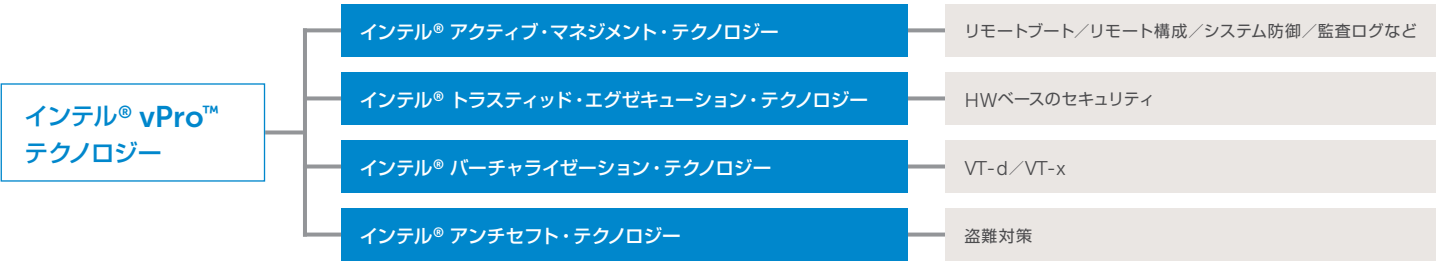 インテル® vPro™
テクノロジー
インテル® アクティブ・マネジメント・テクノロジー
リモートブート／リモート構成／システム防御／監査ログなど
インテル® トラスティッド・エグゼキューション・テクノロジー
HWベースのセキュリティ
インテル® バーチャライゼーション・テクノロジー
VT-d／VT-x
インテル® アンチセフト・テクノロジー
盗難対策